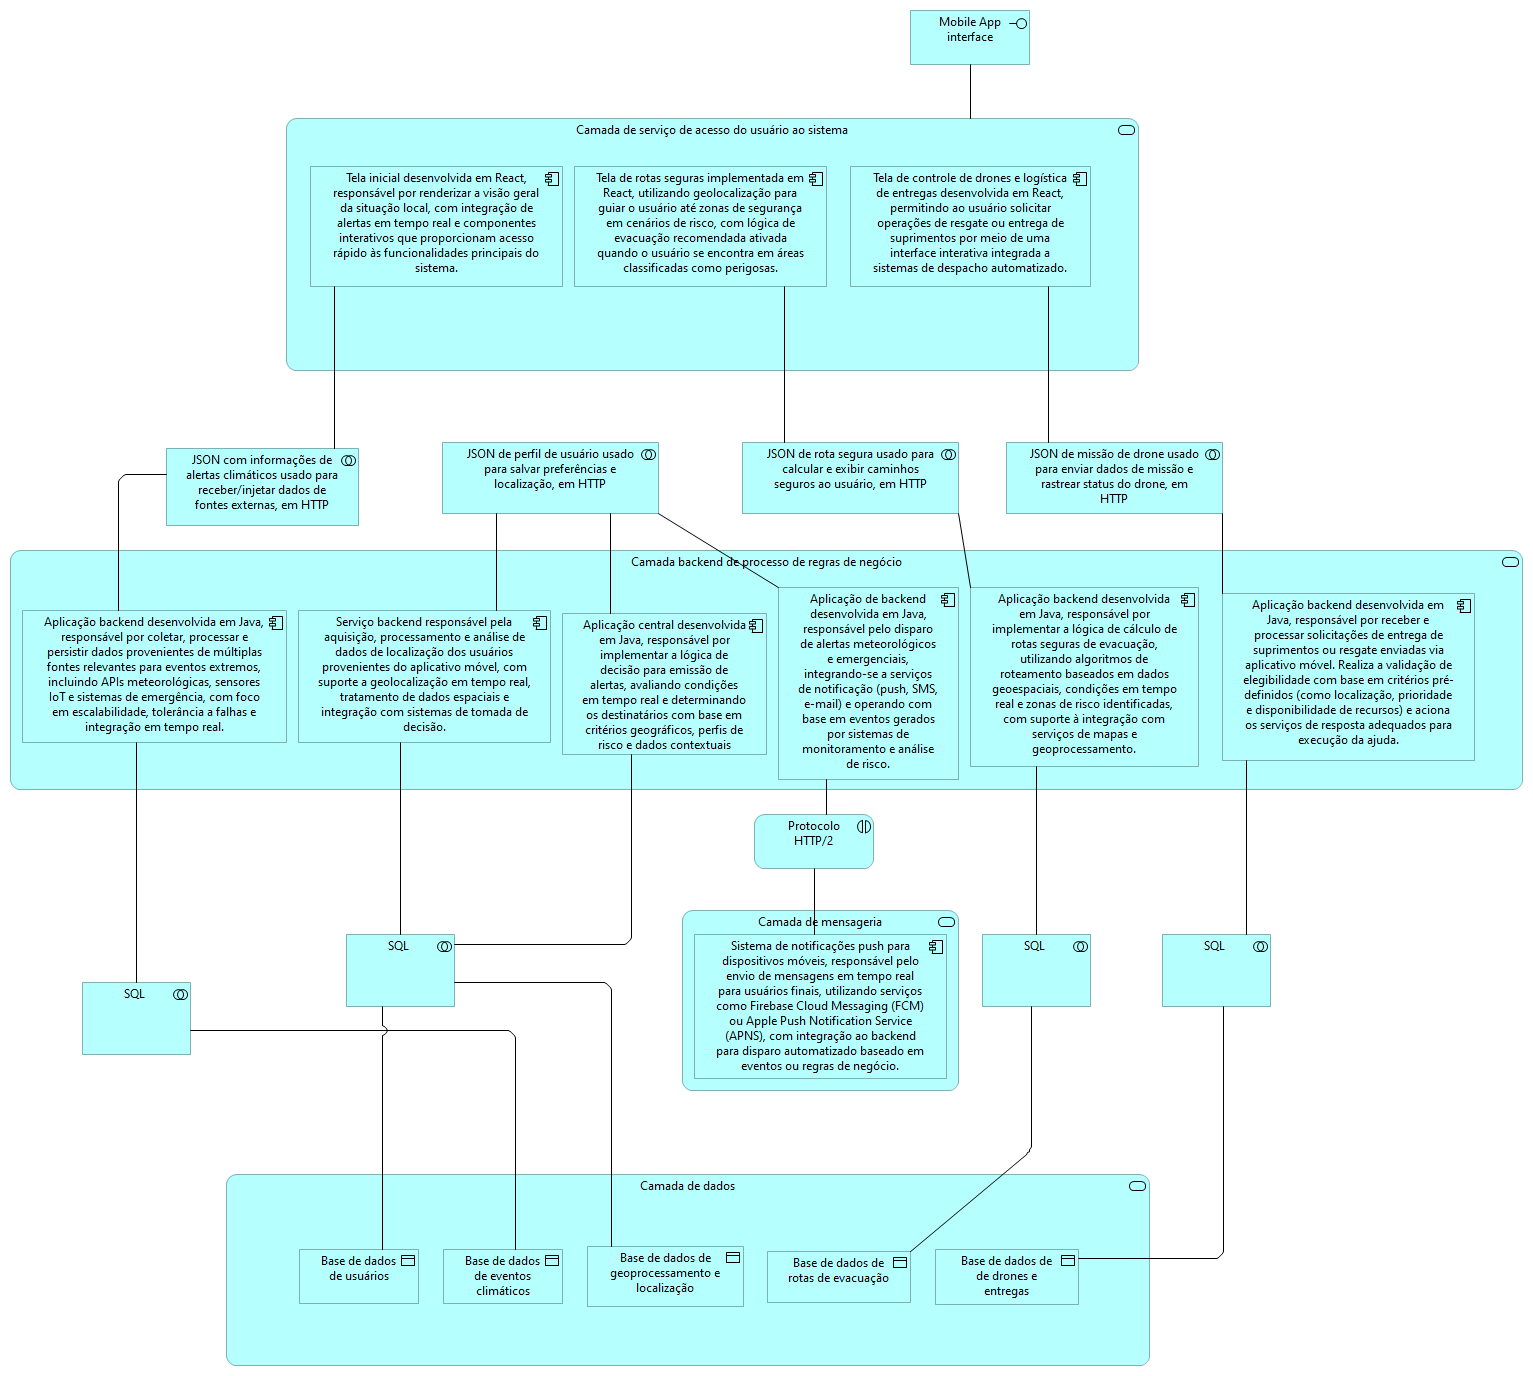 Mobile App
interface
Camada de serviço de acesso do usuário ao sistema
Tela inicial desenvolvida em React,
responsável por renderizar a visão geral
da situação local, com integração de
alertas em tempo real e componentes
interativos que proporcionam acesso
rápido às funcionalidades principais do
sistema.
Tela de rotas seguras implementada em
React, utilizando geolocalização para
guiar o usuário até zonas de segurança
em cenários de risco, com lógica de
evacuação recomendada ativada
quando o usuário se encontra em áreas
classificadas como perigosas.
Tela de controle de drones e logística
de entregas desenvolvida em React,
permitindo ao usuário solicitar
operações de resgate ou entrega de
suprimentos por meio de uma
interface interativa integrada a
sistemas de despacho automatizado.
JSON com informações de
alertas climáticos usado para
receber/injetar dados de
fontes externas, em HTTP
JSON de perfil de usuário usado
para salvar preferências e
localização, em HTTP
JSON de rota segura usado para
calcular e exibir caminhos
seguros ao usuário, em HTTP
JSON de missão de drone usado
para enviar dados de missão e
rastrear status do drone, em
HTTP
Camada backend de processo de regras de negócio
Aplicação backend desenvolvida em Java,
responsável por coletar, processar e
persistir dados provenientes de múltiplas
fontes relevantes para eventos extremos,
incluindo APIs meteorológicas, sensores
IoT e sistemas de emergência, com foco
em escalabilidade, tolerância a falhas e
integração em tempo real.
Serviço backend responsável pela
aquisição, processamento e análise de
dados de localização dos usuários
provenientes do aplicativo móvel, com
suporte a geolocalização em tempo real,
tratamento de dados espaciais e
integração com sistemas de tomada de
decisão.
Aplicação central desenvolvida
em Java, responsável por
implementar a lógica de
decisão para emissão de
alertas, avaliando condições
em tempo real e determinando
os destinatários com base em
critérios geográficos, perfis de
risco e dados contextuais
Aplicação de backend
desenvolvida em Java,
responsável pelo disparo
de alertas meteorológicos
e emergenciais,
integrando-se a serviços
de notificação (push, SMS,
e-mail) e operando com
base em eventos gerados
por sistemas de
monitoramento e análise
de risco.
Aplicação backend desenvolvida
em Java, responsável por
implementar a lógica de cálculo de
rotas seguras de evacuação,
utilizando algoritmos de
roteamento baseados em dados
geoespaciais, condições em tempo
real e zonas de risco identificadas,
com suporte à integração com
serviços de mapas e
geoprocessamento.
Aplicação backend desenvolvida em
Java, responsável por receber e
processar solicitações de entrega de
suprimentos ou resgate enviadas via
aplicativo móvel. Realiza a validação de
elegibilidade com base em critérios pré-
definidos (como localização, prioridade
e disponibilidade de recursos) e aciona
os serviços de resposta adequados para
execução da ajuda.
Protocolo
HTTP/2
Camada de mensageria
Sistema de notificações push para
dispositivos móveis, responsável pelo
envio de mensagens em tempo real
para usuários finais, utilizando serviços
como Firebase Cloud Messaging (FCM)
ou Apple Push Notification Service
(APNS), com integração ao backend
para disparo automatizado baseado em
eventos ou regras de negócio.
SQL
SQL
SQL
SQL
Camada de dados
Base de dados
de usuários
Base de dados
de eventos
climáticos
Base de dados de
geoprocessamento e
localização
Base de dados de
rotas de evacuação
Base de dados de
de drones e
entregas